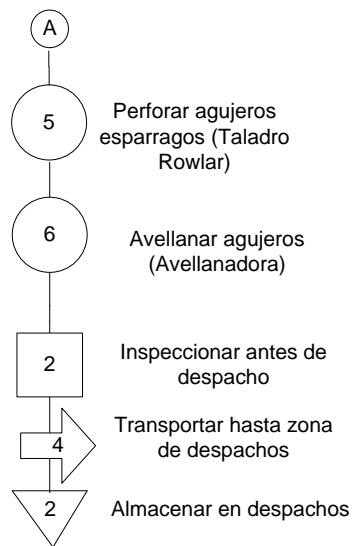 A
5
Perforar agujeros
esparragos (Taladro
Rowlar)
6
Avellanar agujeros
(Avellanadora)
2
Inspeccionar antes de
despacho
4
Transportar hasta zona
de despachos
2
Almacenar en despachos